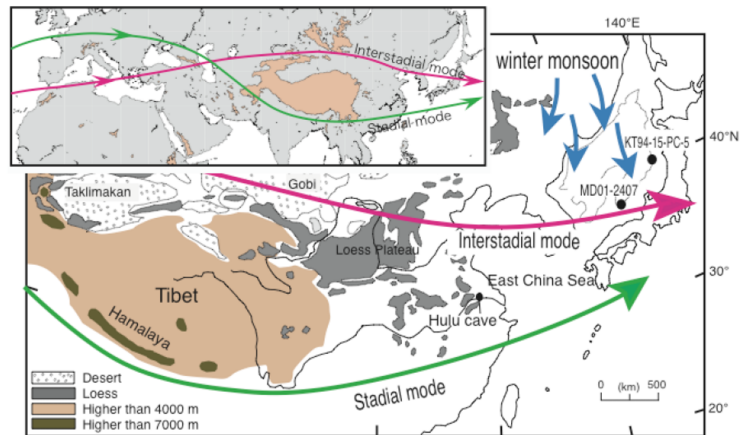 140°E
Interstadial mode
Stadial mode
winter monsoon
KT94-15-PC-5
40°N
MD01-2407
Taklimakan
Gobi
Loess Plateau
Interstadial mode
30°
East China Sea
Tibet
Hulu cave
Hamalaya
Stadial mode
Desert
Loess
Higher than 4000 m
Higher than 7000 m
0 (km) 500
20°